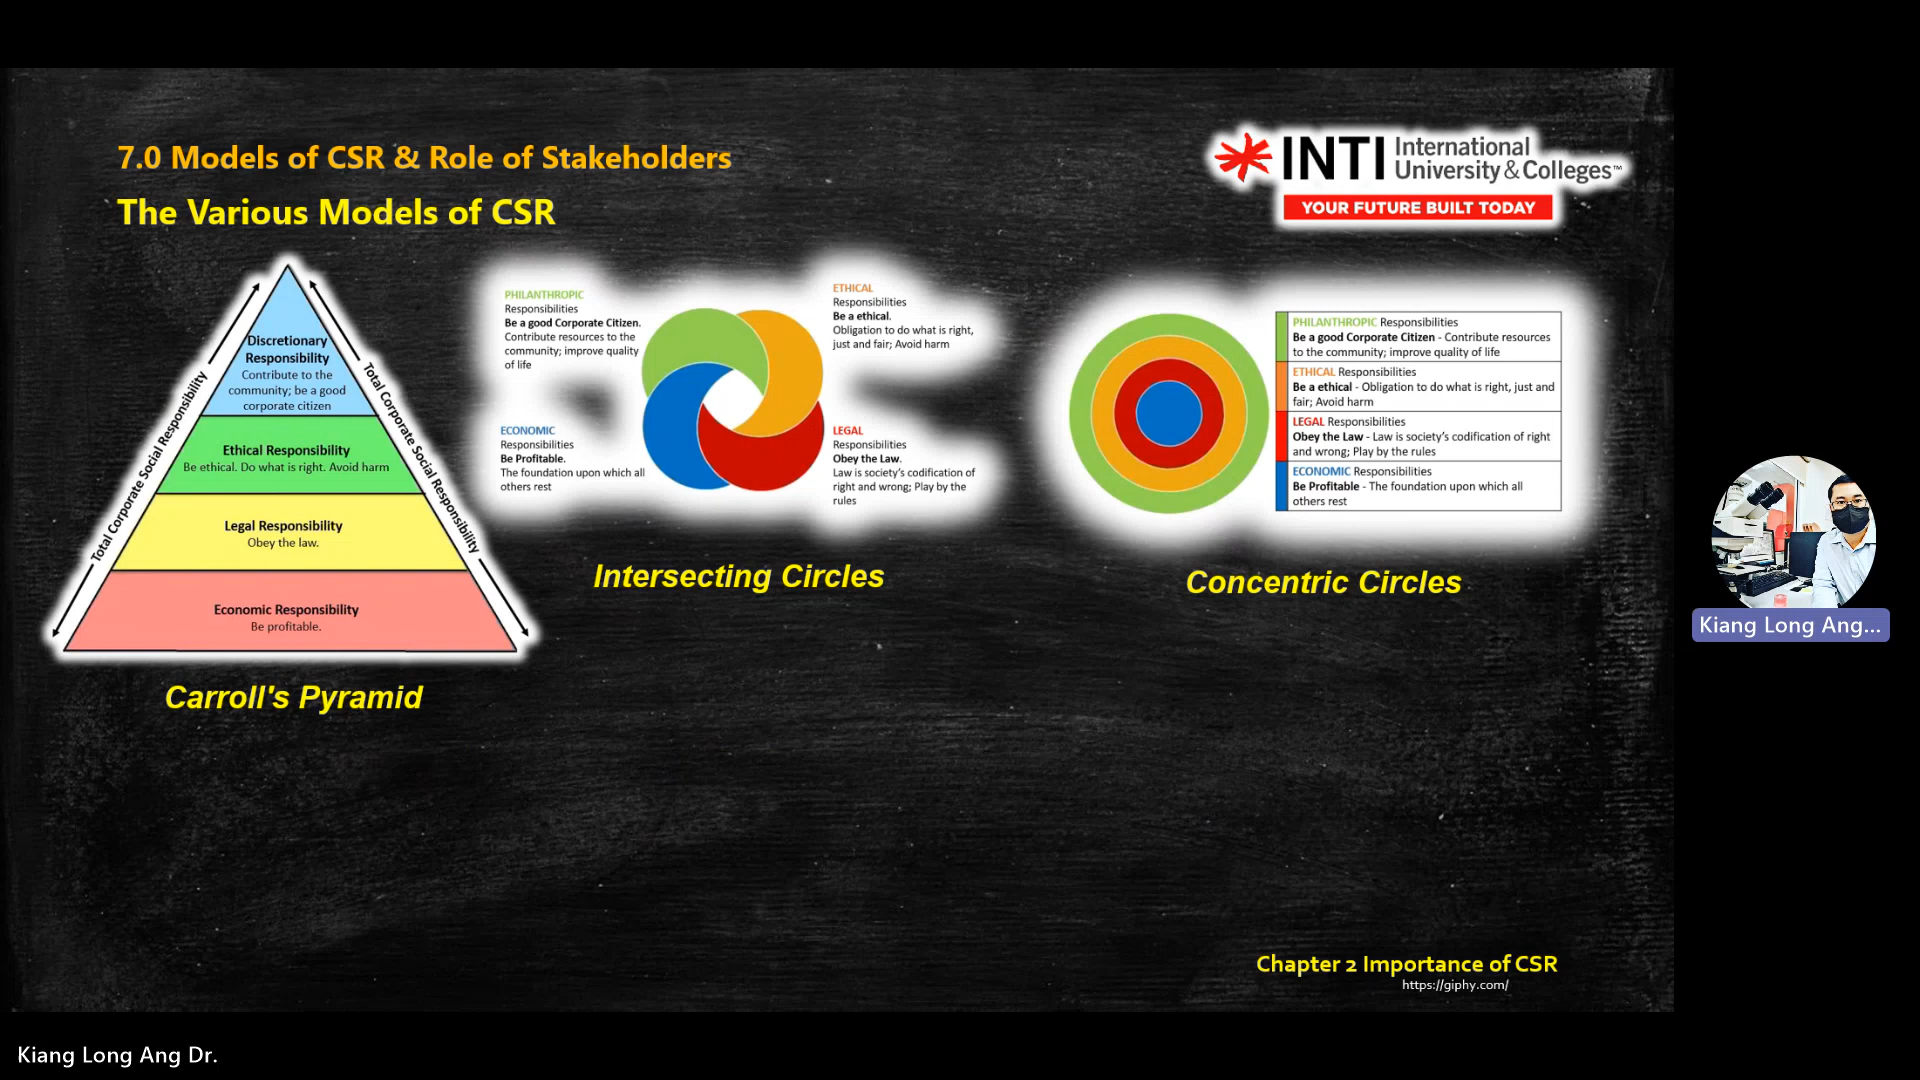 7.0 Models of CSR & Role of Stakeholders
The Various Models of CSR
INTI International
University & Colleges™
YOUR FUTURE BUILT TODAY
Discretionary
Responsibility
Contribute to the
community; be a good
corporate citizen
Ethical Responsibility
Be ethical. Do what is right. Avoid harm
Legal Responsibility
Obey the law.
Economic Responsibility
Be profitable.
Total Corporate Social Responsibility
Total Corporate Social Responsibility
Carroll's Pyramid
PHILANTHROPIC
Responsibilities
Be a good Corporate Citizen.
Contribute resources to the
community; improve quality
of life
ETHICAL
Responsibilities
Be a ethical.
Obligation to do what is right,
just and fair; Avoid harm
ECONOMIC
Responsibilities
Be Profitable.
The foundation upon which all
others rest
LEGAL
Responsibilities
Obey the Law.
Law is society's codification of
right and wrong; Play by the
rules
Intersecting Circles
PHILANTHROPIC Responsibilities
Be a good Corporate Citizen - Contribute resources
to the community; improve quality of life
ETHICAL Responsibilities
Be a ethical - Obligation to do what is right, just and
fair; Avoid harm
LEGAL Responsibilities
Obey the Law - Law is society's codification of right
and wrong; Play by the rules
ECONOMIC Responsibilities
Be Profitable - The foundation upon which all
others rest
Concentric Circles
Kiang Long Ang...
Chapter 2 Importance of CSR
https://giphy.com/
Kiang Long Ang Dr.